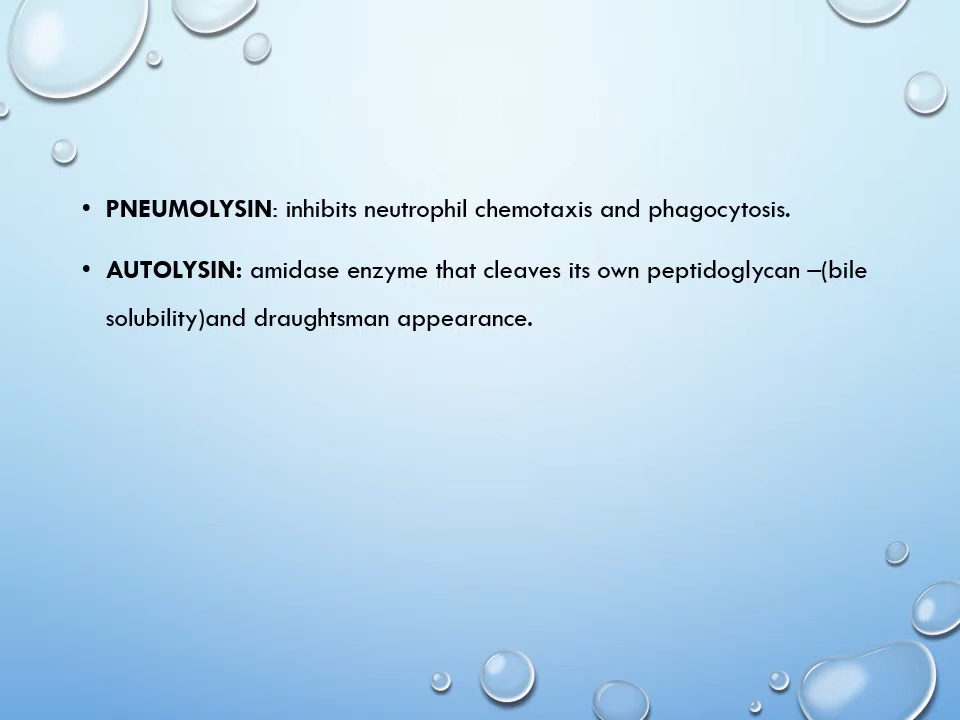 • PNEUMOLYSIN: inhibits neutrophil chemotaxis and phagocytosis.
• AUTOLYSIN: amidase enzyme that cleaves its own peptidoglycan –(bile
solubility)and draughtsman appearance.